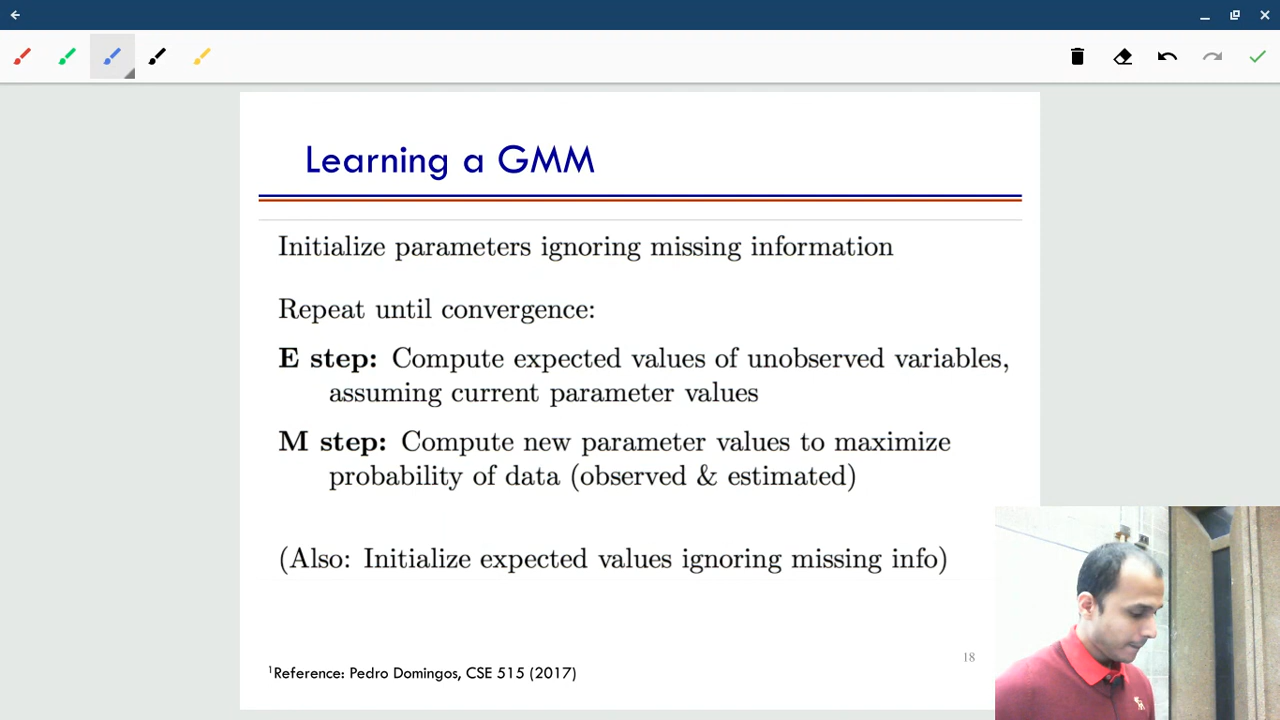 Learning a GMM
Initialize parameters ignoring missing information
Repeat until convergence:
E step: Compute expected values of unobserved variables,
assuming current parameter values
M step: Compute new parameter values to maximize
probability of data (observed & estimated)
(Also: Initialize expected values ignoring missing info)
18
¹Reference: Pedro Domingos, CSE 515 (2017)